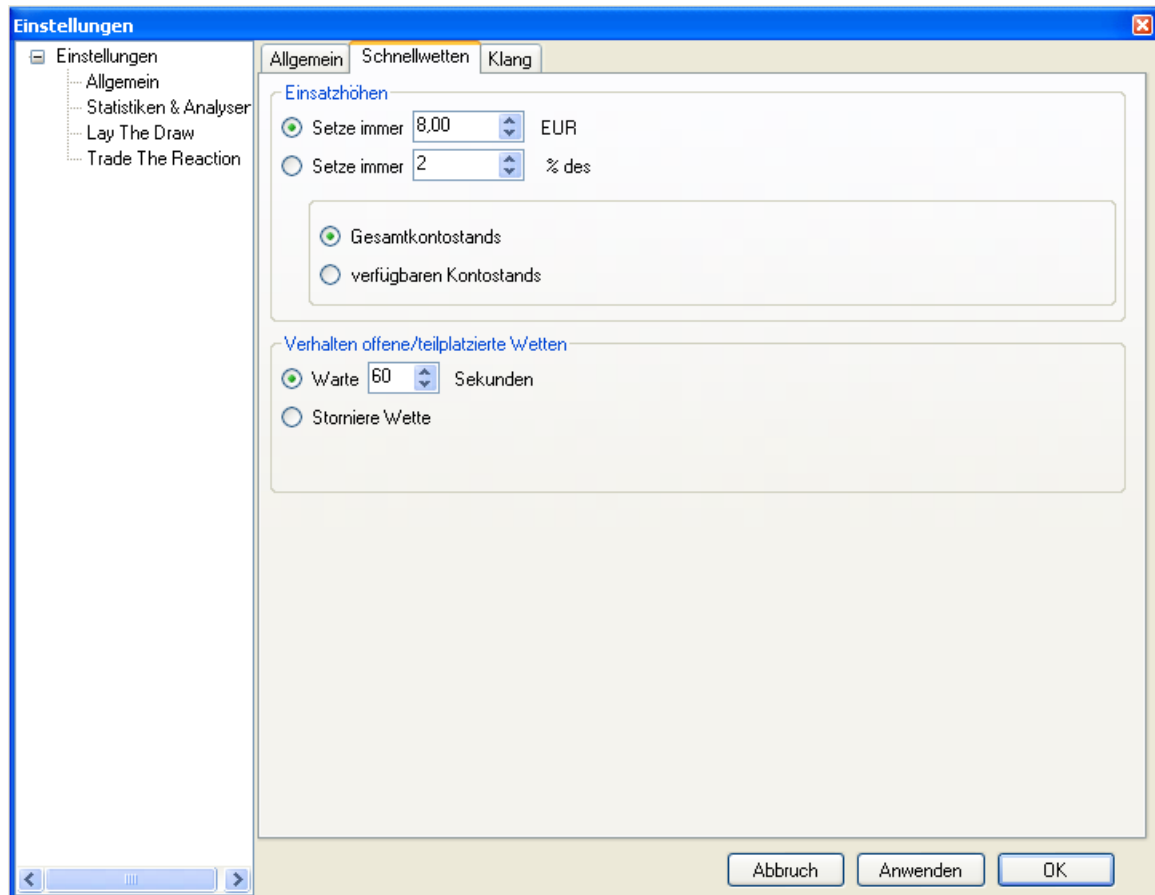 Einstellungen
Einstellungen
Allgemein
Statistiken & Analyser
Lay The Draw
Trade The Reaction
Allgemein
Schnellwetten
Klang
Einsatzhöhen
Setze immer 8,00 EUR
Setze immer 2 % des
Gesamtkontostands
verfügbaren Kontostands
Verhalten offene/teilplatzierte Wetten
Warte 60 Sekunden
Storniere Wette
Abbruch
Anwenden
OK